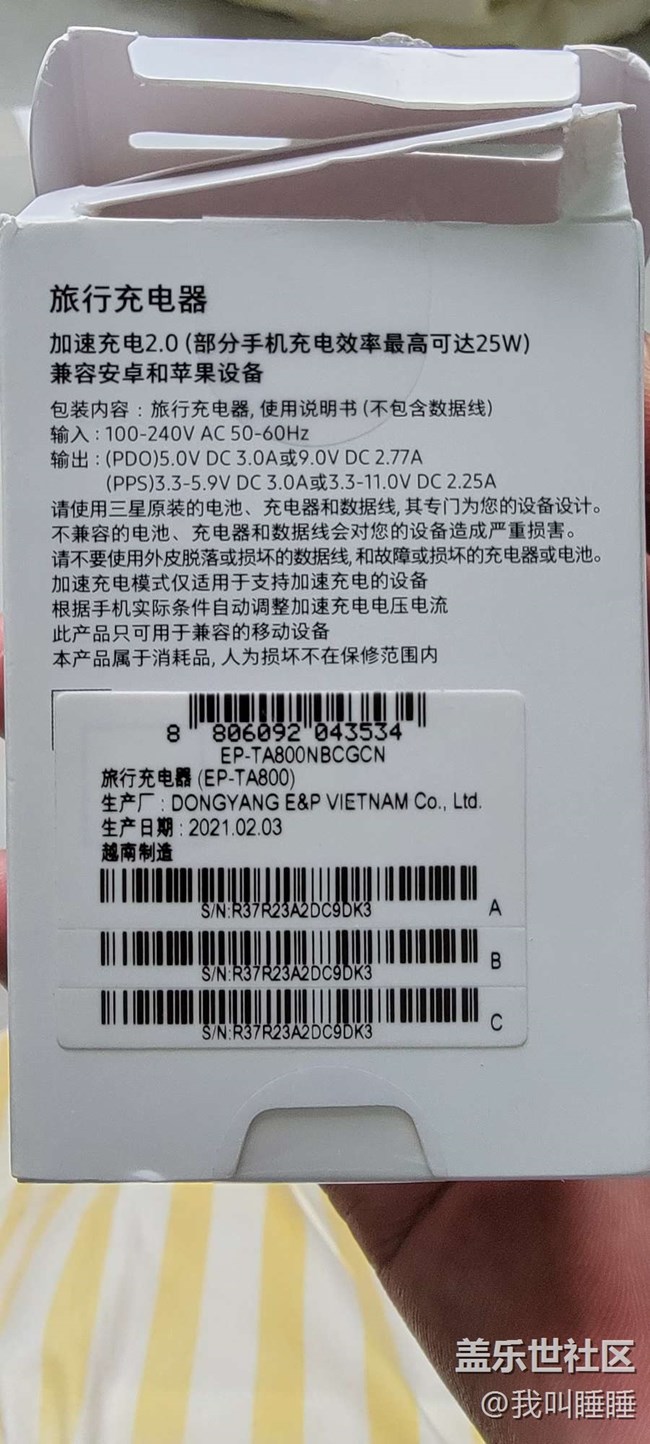 旅行充电器
加速充电2.0 (部分手机充电效率最高可达25W)
兼容安卓和苹果设备
包装内容 : 旅行充电器, 使用说明书 (不包含数据线)
输入 : 100-240V AC 50-60Hz
输出 : (PDO)5.0V DC 3.0A或9.0V DC 2.77A
(PPS)3.3-5.9V DC 3.0A或3.3-11.0V DC 2.25A
请使用三星原装的电池、充电器和数据线, 其专门为您的设备设计。
不兼容的电池、充电器和数据线会对您的设备造成严重损害。
请不要使用外皮脱落或损坏的数据线, 和故障或损坏的充电器或电池。
加速充电模式仅适用于支持加速充电的设备
根据手机实际条件自动调整加速充电电压电流
此产品只可用于兼容的移动设备
本产品属于消耗品, 人为损坏不在保修范围内
8 806092 043534
EP-TA800NBCGCN
旅行充电器 (EP-TA800)
生产厂 : DONGYANG E&P VIETNAM Co., Ltd.
生产日期 : 2021.02.03
越南制造
S/N:R37R23A2DC9DK3 A
S/N:R37R23A2DC9DK3 B
S/N:R37R23A2DC9DK3 C
盖乐世社区
@我叫睡睡